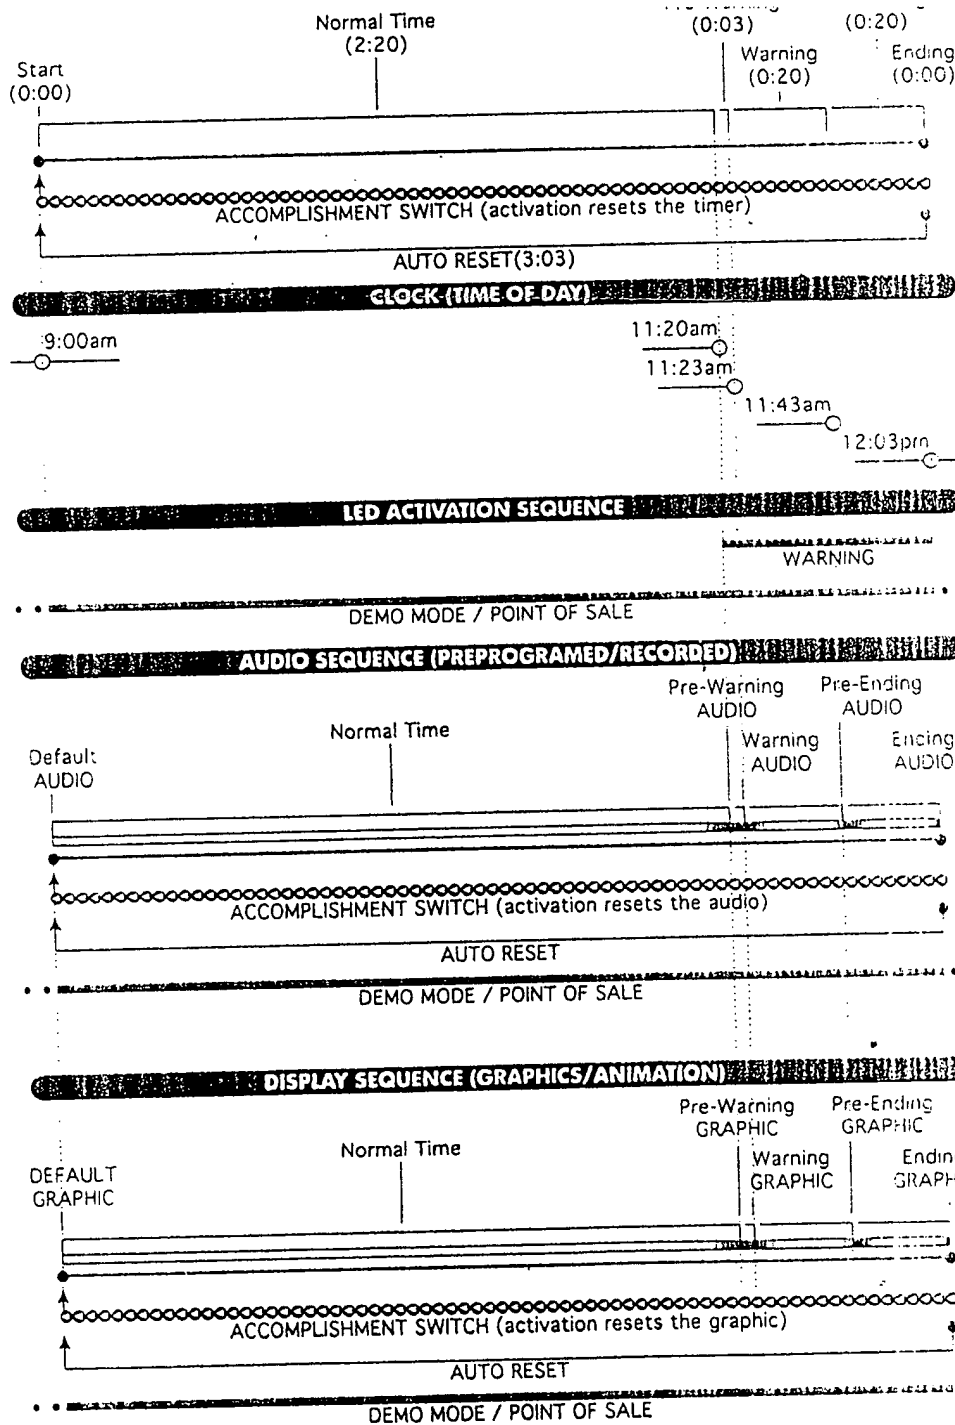 Normal Time
(2:20)
(0:03)
(0:20)
Warning
(0:20)
Ending
(0:00)
Start
(0:00)
ACCOMPLISHMENT SWITCH (activation resets the timer)
AUTO RESET(3:03)
CLOCK (TIME OF DAY)
9:00am
11:20am
11:23am
11:43am
12:03pm
LED ACTIVATION SEQUENCE
WARNING
DEMO MODE / POINT OF SALE
AUDIO SEQUENCE (PREPROGRAMED/RECORDED)
Pre-Warning
AUDIO
Pre-Ending
AUDIO
Normal Time
Warning
AUDIO
Ending
AUDIO
Default
AUDIO
ACCOMPLISHMENT SWITCH (activation resets the audio)
AUTO RESET
DEMO MODE / POINT OF SALE
DISPLAY SEQUENCE (GRAPHICS/ANIMATION)
Pre-Warning
GRAPHIC
Pre-Ending
GRAPHIC
Normal Time
Warning
GRAPHIC
Endin
GRAPH
DEFAULT
GRAPHIC
ACCOMPLISHMENT SWITCH (activation resets the graphic)
AUTO RESET
DEMO MODE / POINT OF SALE